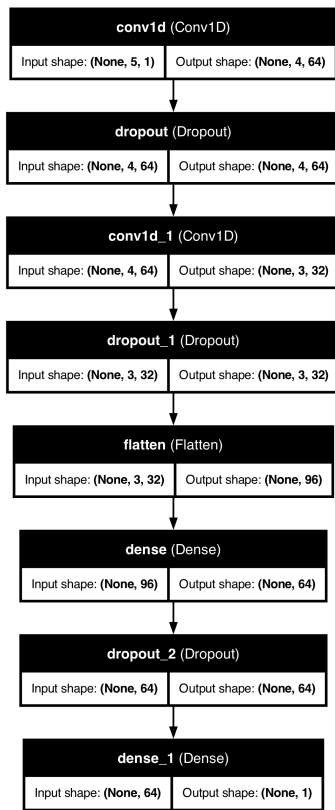 conv1d (Conv1D)
Input shape: (None, 5, 1) Output shape: (None, 4, 64)
dropout (Dropout)
Input shape: (None, 4, 64) Output shape: (None, 4, 64)
conv1d_1 (Conv1D)
Input shape: (None, 4, 64) Output shape: (None, 3, 32)
dropout_1 (Dropout)
Input shape: (None, 3, 32) Output shape: (None, 3, 32)
flatten (Flatten)
Input shape: (None, 3, 32) Output shape: (None, 96)
dense (Dense)
Input shape: (None, 96) Output shape: (None, 64)
dropout_2 (Dropout)
Input shape: (None, 64) Output shape: (None, 64)
dense_1 (Dense)
Input shape: (None, 64) Output shape: (None, 1)